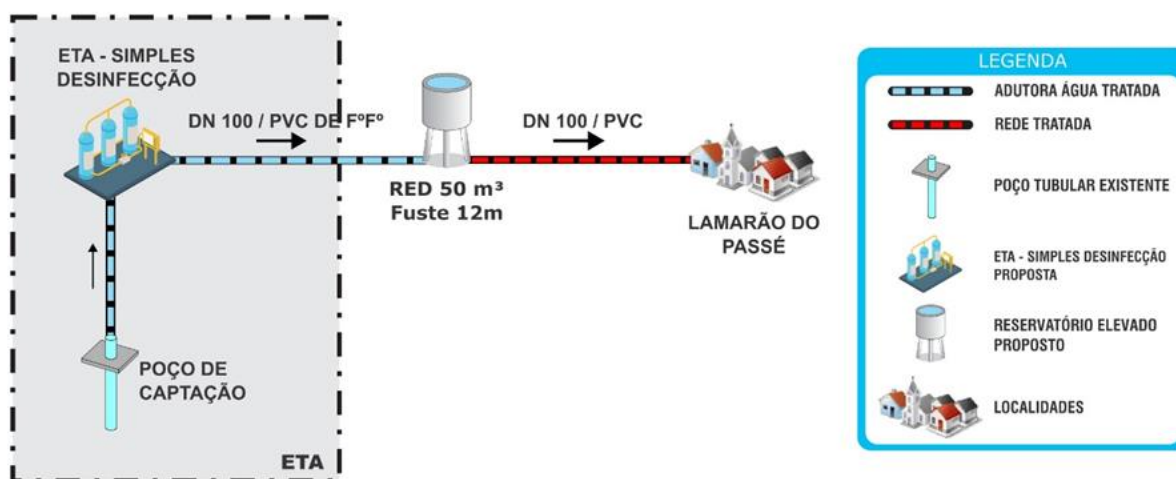 ETA - SIMPLES
DESINFECÇÃO
DN 100 / PVC DE FºFº
DN 100 / PVC
RED 50 m³
Fuste 12m
LAMARÃO DO
PASSÉ
POÇO DE
CAPTAÇÃO
ETA
LEGENDA
ADUTORA ÁGUA TRATADA
REDE TRATADA
POÇO TUBULAR EXISTENTE
ETA - SIMPLES DESINFECÇÃO
PROPOSTA
RESERVATÓRIO ELEVADO
PROPOSTO
LOCALIDADES